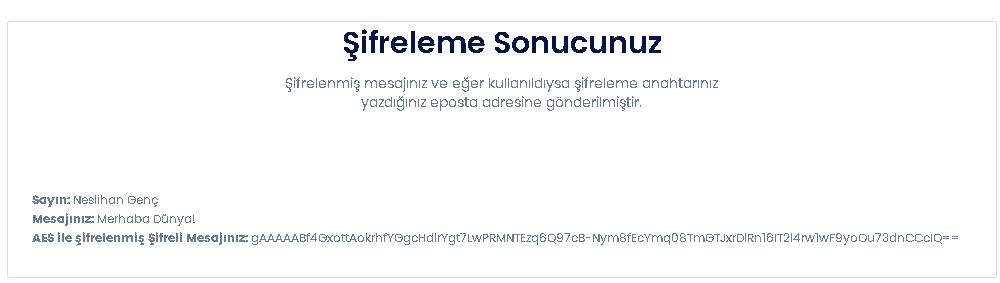 Şifreleme Sonucunuz
Şifrelenmiş mesajınız ve eğer kullanıldıysa şifreleme anahtarınız
yazdığınız eposta adresine gönderilmiştir.
Sayın: Neslihan Genç
Mesajınız: Merhaba Dünya!
AES ile şifrelenmiş Şifreli Mesajınız: gAAAAABf4GxottAokrhfYGgcHdlrYgt7LwPRMNTEzq6Q97cB-Nym8fEcYmq08TmGTJxrDlRn16IT2l4rw1wF9yoOu73dnCCcIQ==